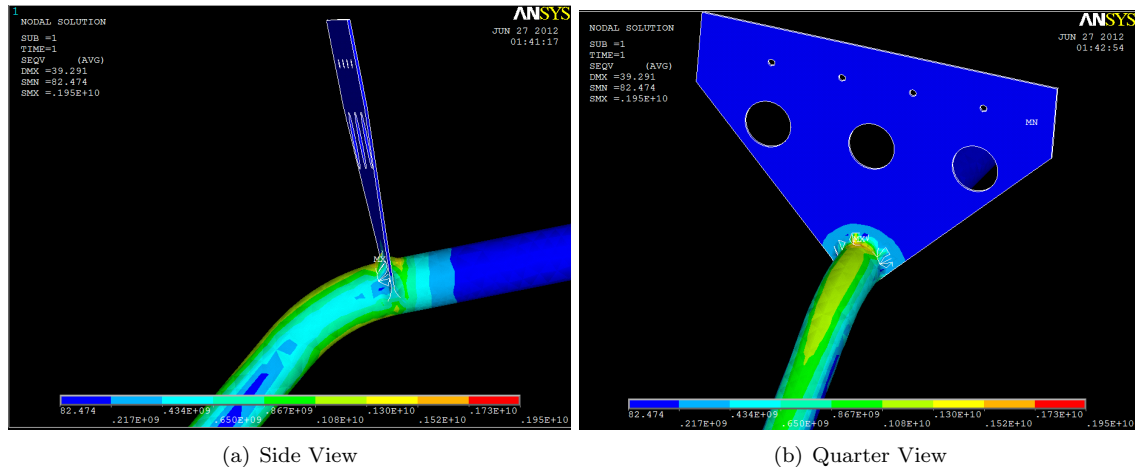 1
NODAL SOLUTION
SUB =1
TIME=1
SEQV (AVG)
DMX =39.291
SMN =82.474
SMX =.195E+10
ANSYS
JUN 27 2012
01:41:17
MX
82.474 .434E+09 .867E+09 .130E+10 .173E+10
.217E+09 .650E+09 .108E+10 .152E+10 .195E+10
(a) Side View
NODAL SOLUTION
SUB =1
TIME=1
SEQV (AVG)
DMX =39.291
SMN =82.474
SMX =.195E+10
ANSYS
JUN 27 2012
01:42:54
MN
82.474 .434E+09 .867E+09 .130E+10 .173E+10
.217E+09 .650E+09 .108E+10 .152E+10 .195E+10
(b) Quarter View